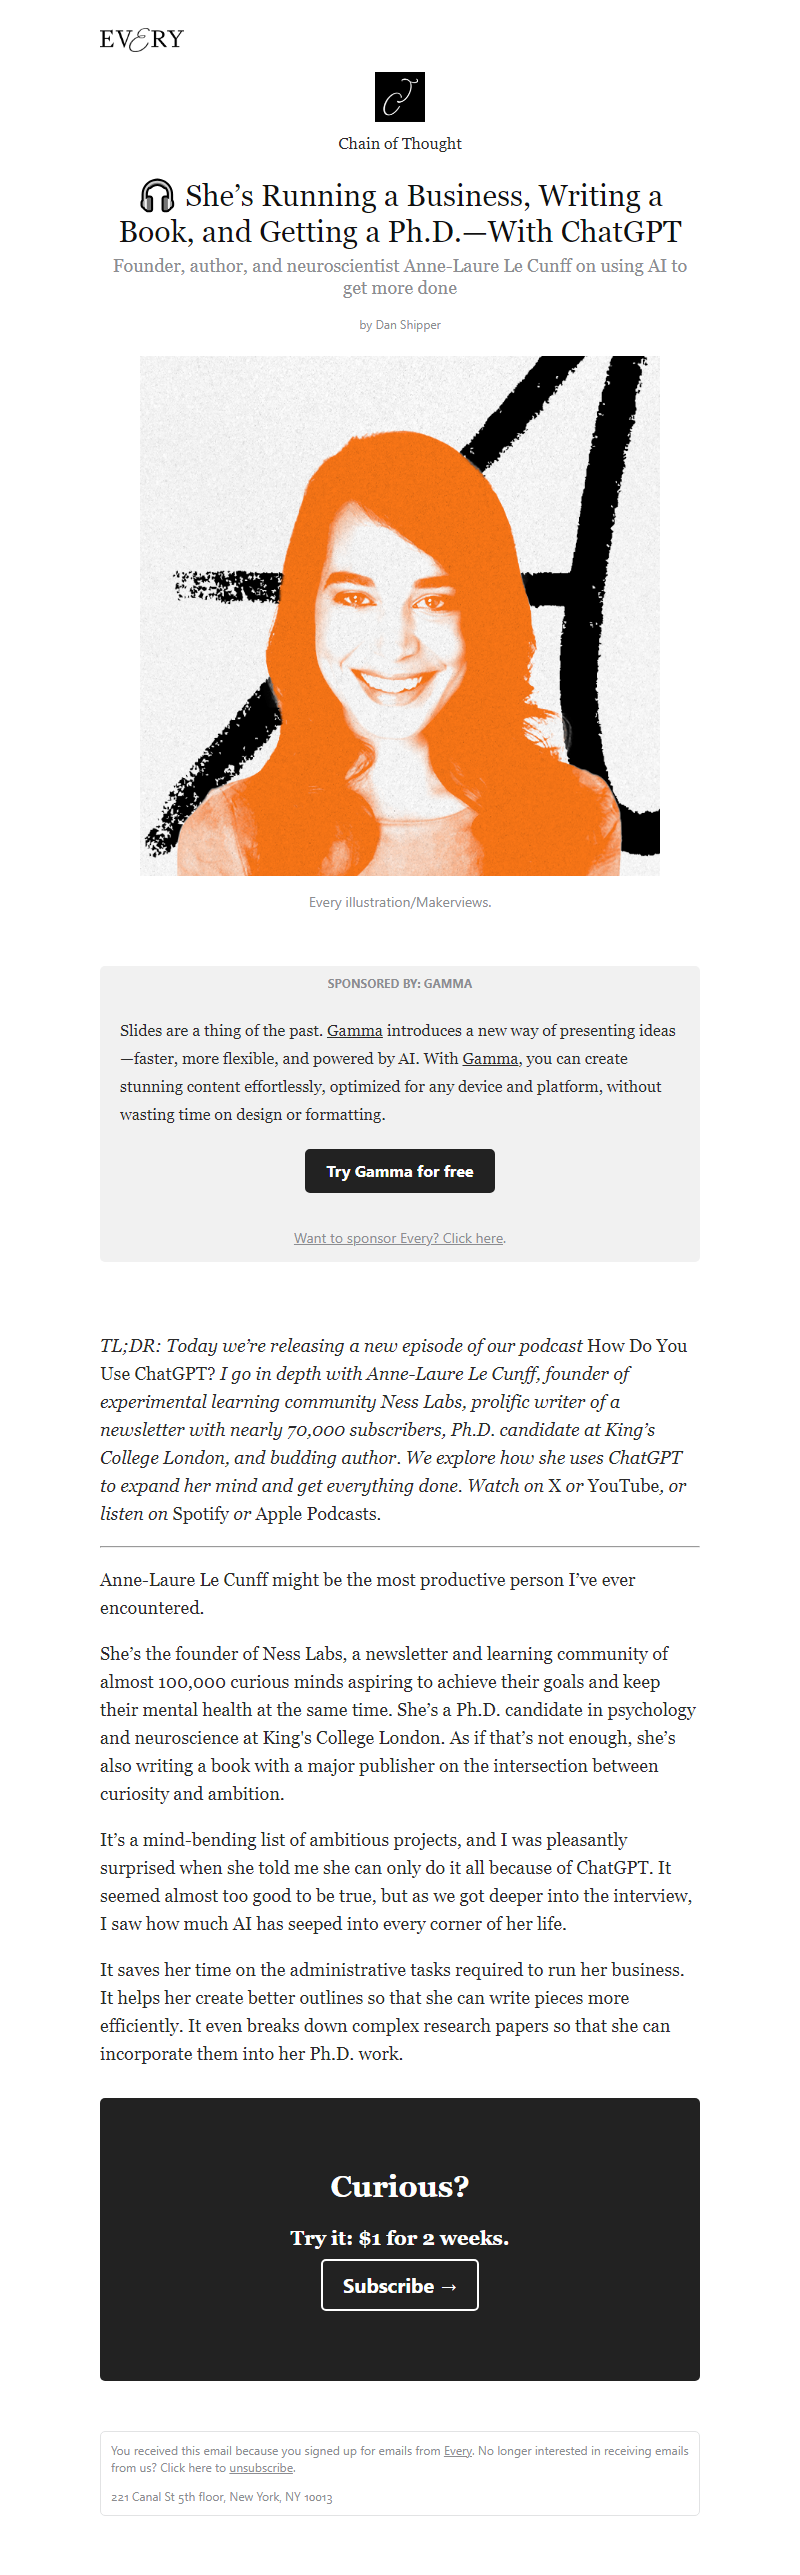 EVERY
Chain of Thought
🎧 She’s Running a Business, Writing a
Book, and Getting a Ph.D.—With ChatGPT
Founder, author, and neuroscientist Anne-Laure Le Cunff on using AI to
get more done
by Dan Shipper
Every illustration/Makerviews.
SPONSORED BY: GAMMA
Slides are a thing of the past. Gamma introduces a new way of presenting ideas
—faster, more flexible, and powered by AI. With Gamma, you can create
stunning content effortlessly, optimized for any device and platform, without
wasting time on design or formatting.
Try Gamma for free
Want to sponsor Every? Click here.
TL;DR: Today we’re releasing a new episode of our podcast How Do You
Use ChatGPT? I go in depth with Anne-Laure Le Cunff, founder of
experimental learning community Ness Labs, prolific writer of a
newsletter with nearly 70,000 subscribers, Ph.D. candidate at King’s
College London, and budding author. We explore how she uses ChatGPT
to expand her mind and get everything done. Watch on X or YouTube, or
listen on Spotify or Apple Podcasts.
Anne-Laure Le Cunff might be the most productive person I’ve ever
encountered.
She’s the founder of Ness Labs, a newsletter and learning community of
almost 100,000 curious minds aspiring to achieve their goals and keep
their mental health at the same time. She’s a Ph.D. candidate in psychology
and neuroscience at King's College London. As if that’s not enough, she’s
also writing a book with a major publisher on the intersection between
curiosity and ambition.
It’s a mind-bending list of ambitious projects, and I was pleasantly
surprised when she told me she can only do it all because of ChatGPT. It
seemed almost too good to be true, but as we got deeper into the interview,
I saw how much AI has seeped into every corner of her life.
It saves her time on the administrative tasks required to run her business.
It helps her create better outlines so that she can write pieces more
efficiently. It even breaks down complex research papers so that she can
incorporate them into her Ph.D. work.
Curious?
Try it: $1 for 2 weeks.
Subscribe →
You received this email because you signed up for emails from Every. No longer interested in receiving emails
from us? Click here to unsubscribe.
221 Canal St 5th floor, New York, NY 10013